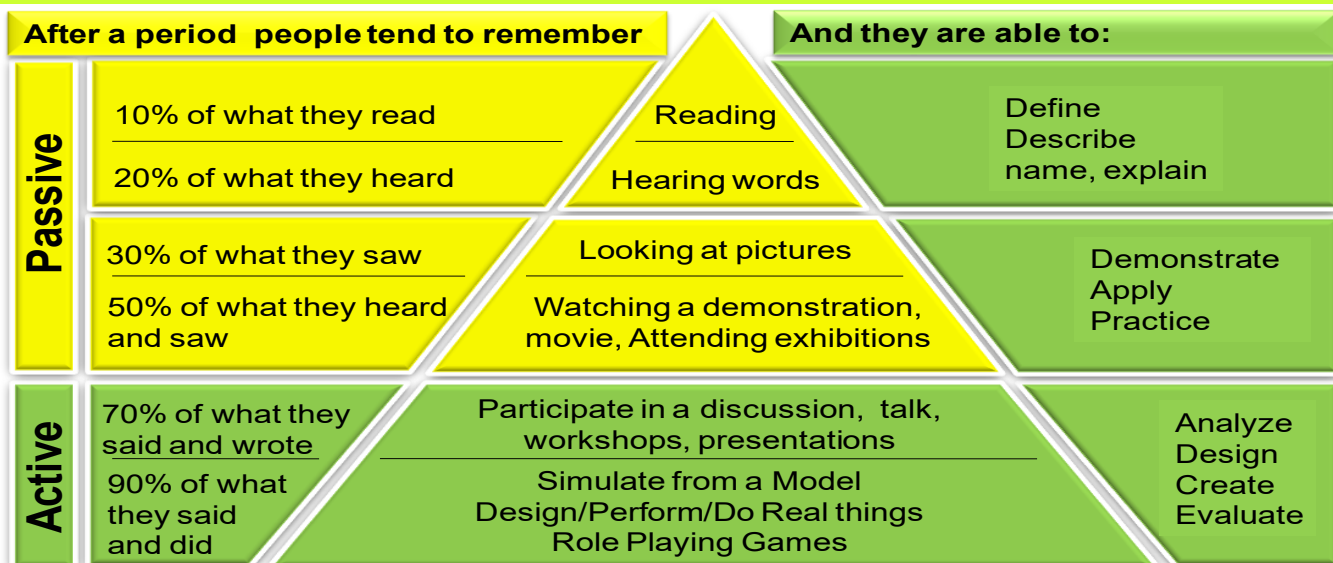 After a period people tend to remember
And they are able to:
Passive
10% of what they read
20% of what they heard
Reading
Hearing words
Define
Describe
name, explain
30% of what they saw
50% of what they heard
and saw
Looking at pictures
Watching a demonstration,
movie, Attending exhibitions
Demonstrate
Apply
Practice
Active
70% of what they
said and wrote
90% of what
they said
and did
Participate in a discussion, talk,
workshops, presentations
Simulate from a Model
Design/Perform/Do Real things
Role Playing Games
Analyze
Design
Create
Evaluate